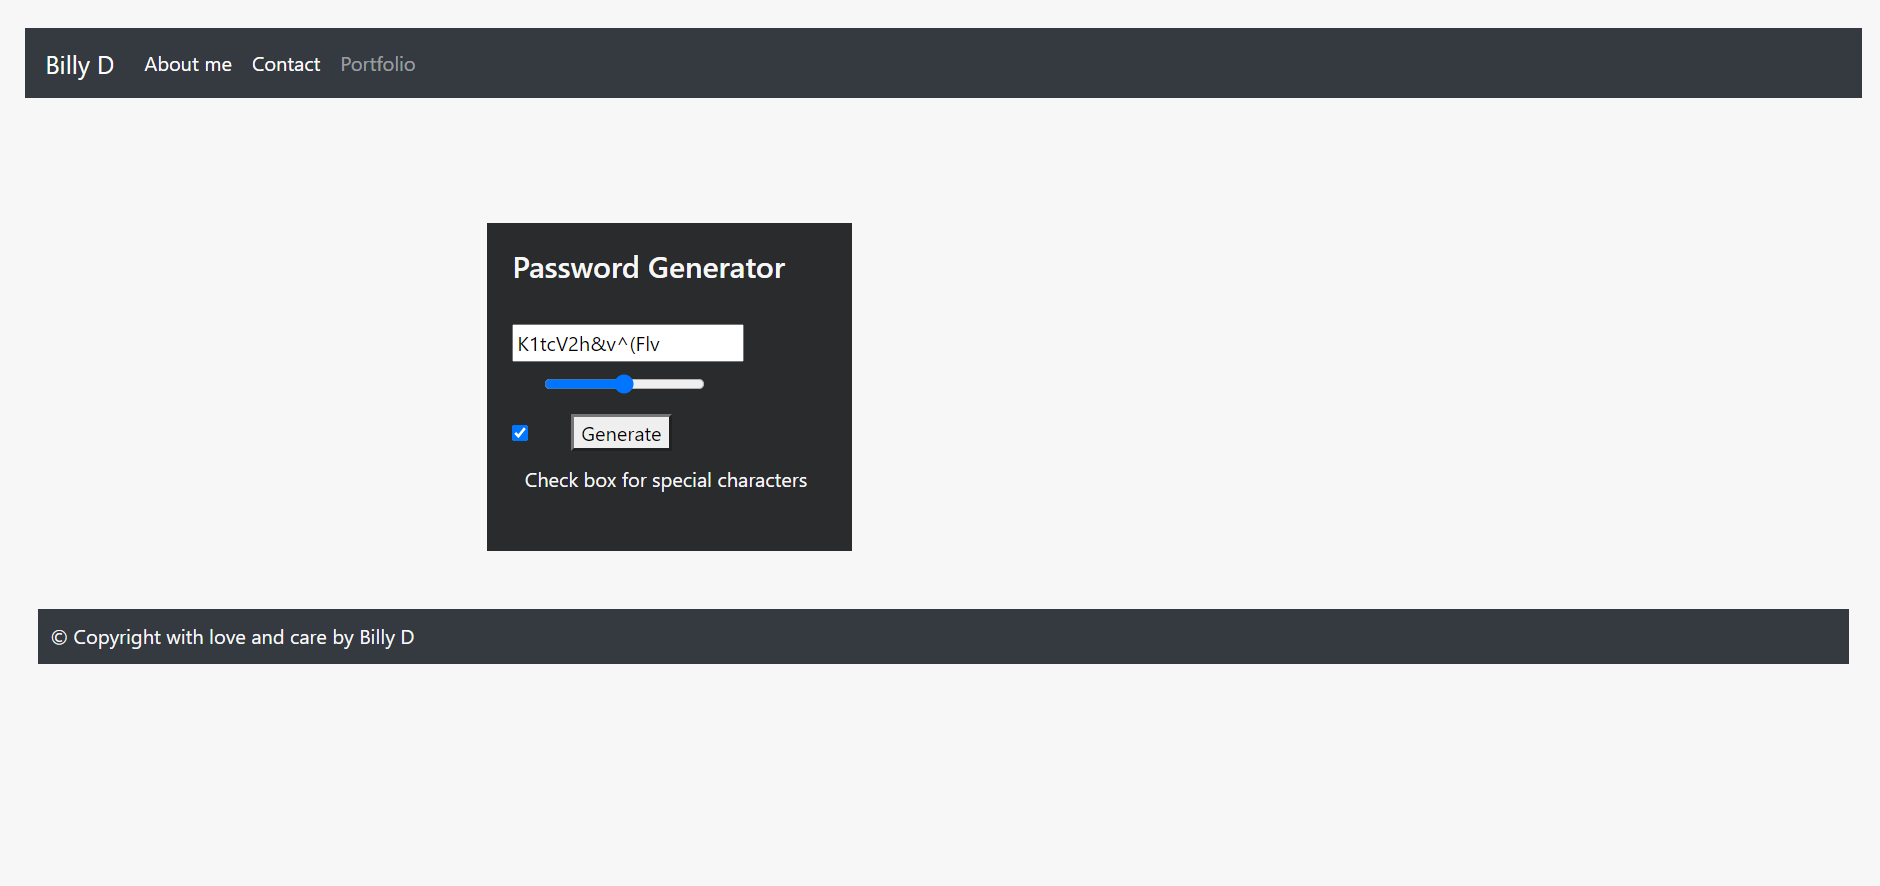 Billy D About me Contact Portfolio
Password Generator
K1tcV2h&v^(Flv
Generate
Check box for special characters
© Copyright with love and care by Billy D